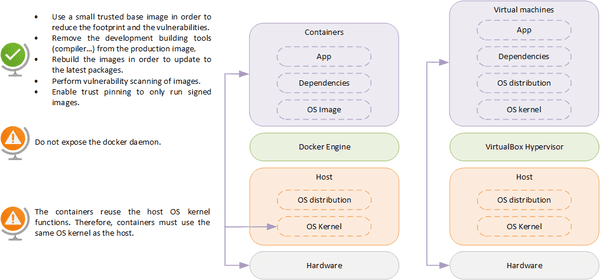 Use a small trusted base image in order to
reduce the footprint and the vulnerabilities.
Remove the development building tools
(compiler...) from the production image.
Rebuild the images in order to update to
the latest packages.
Perform vulnerability scanning of images.
Enable trust pinning to only run signed
images.
Do not expose the docker daemon.
The containers reuse the host OS kernel
functions. Therefore, containers must use the
same OS kernel as the host.
Containers
App
Dependencies
OS Image
Docker Engine
Host
OS distribution
OS Kernel
Hardware
Virtual machines
App
Dependencies
OS distribution
OS kernel
VirtualBox Hypervisor
Host
OS distribution
OS Kernel
Hardware